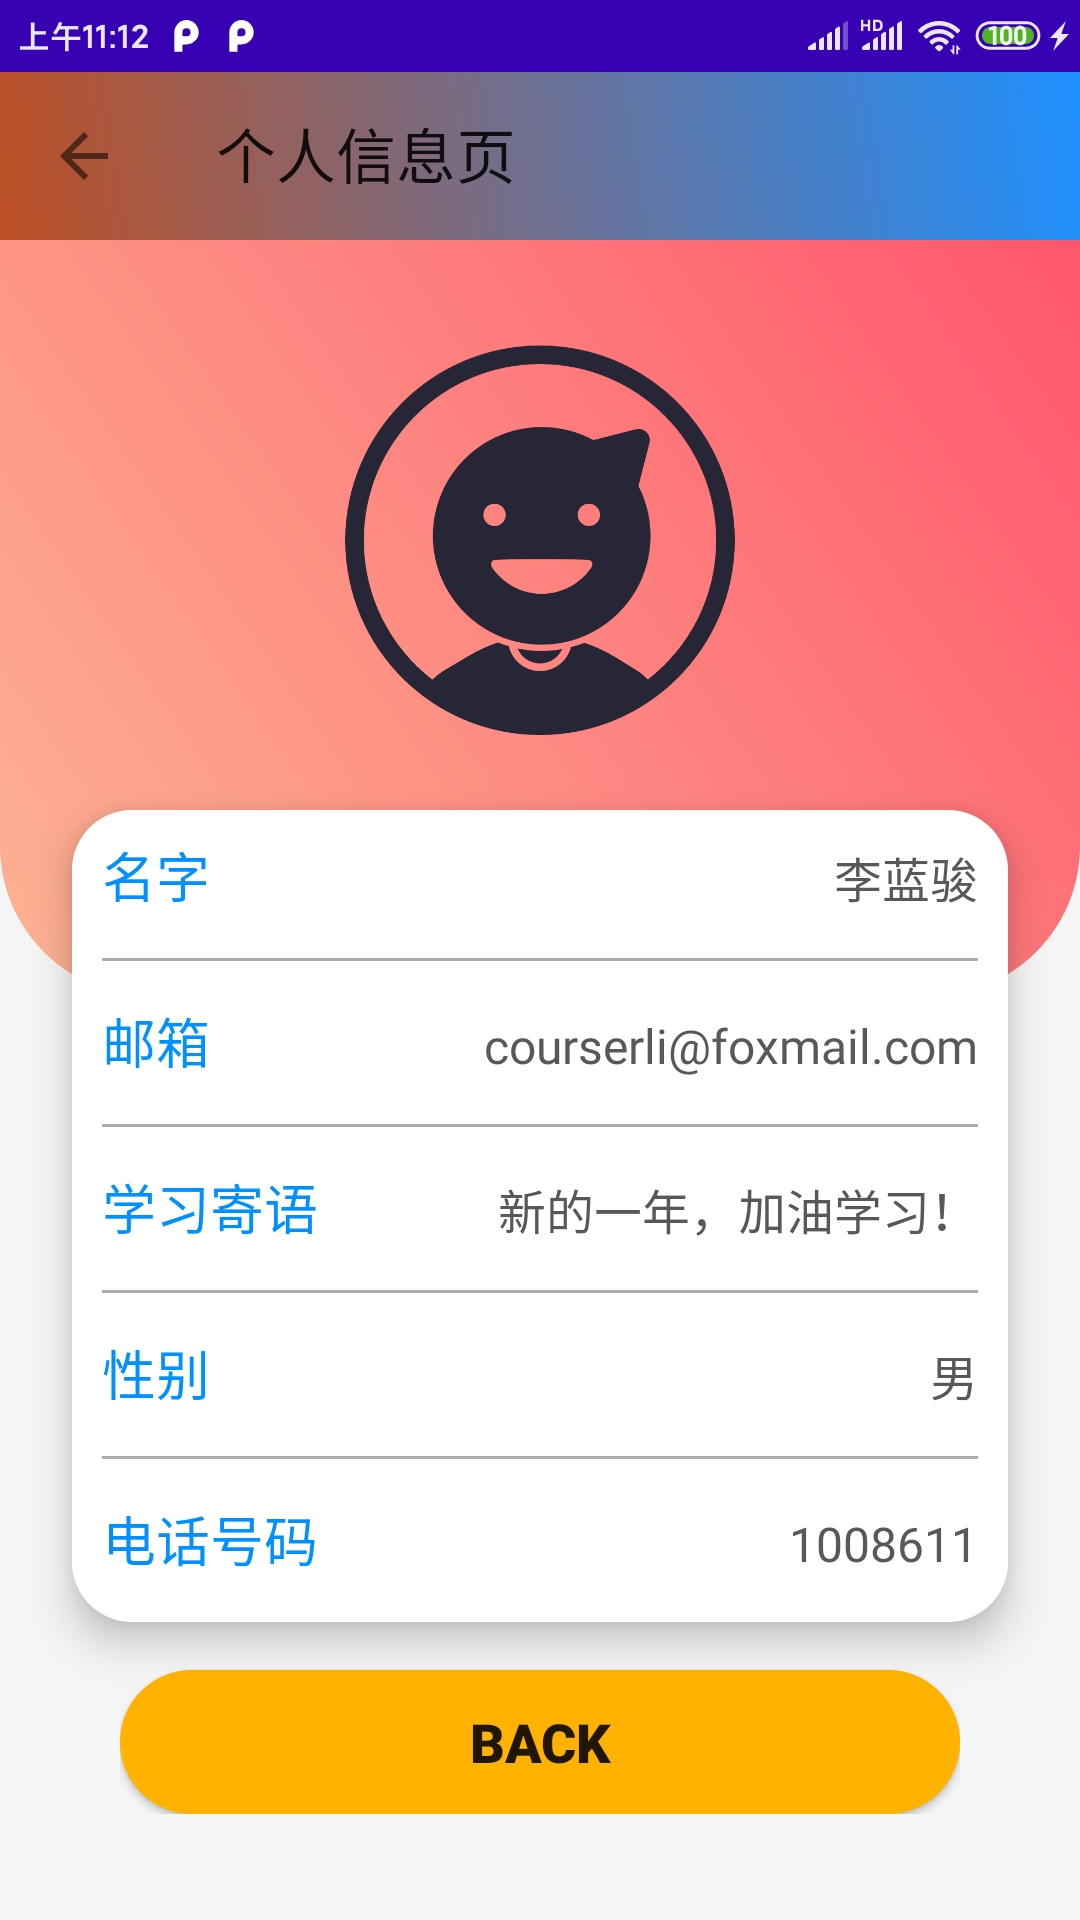 上午11:12 HD 100
个人信息页
名字 李蓝骏
邮箱 courserli@foxmail.com
学习寄语 新的一年，加油学习！
性别 男
电话号码 1008611
BACK